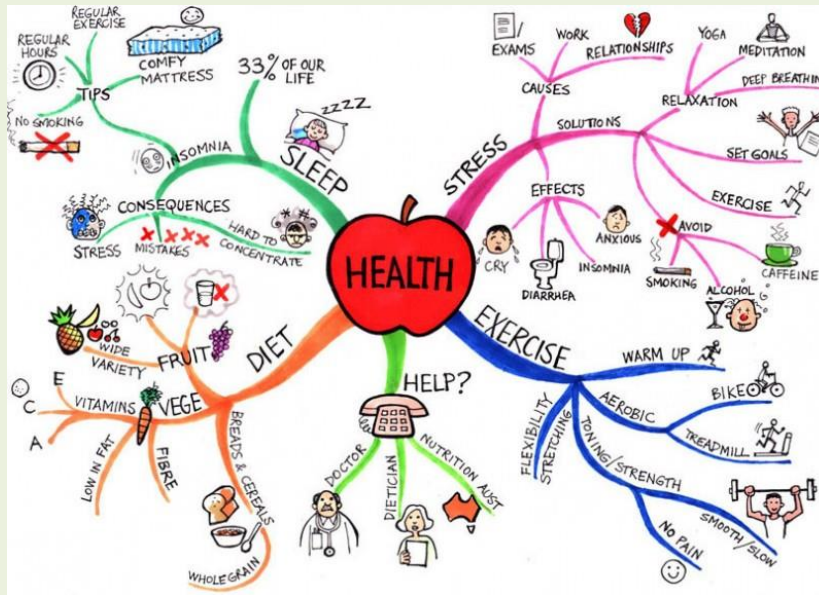 HEALTH
SLEEP
33% OF OUR
LIFE
ZZZZ
INSOMNIA
TIPS
REGULAR
EXERCISE
REGULAR
HOURS
COMFY
MATTRESS
NO SMOKING
CONSEQUENCES
STRESS
MISTAKES
HARD TO
CONCENTRATE
STRESS
CAUSES
EXAMS
WORK
RELATIONSHIPS
SOLUTIONS
RELAXATION
YOGA
MEDITATION
DEEP BREATHIN
SET GOALS
EXERCISE
AVOID
SMOKING
ALCOHOL
CAFFEINE
EFFECTS
CRY
DIARRHEA
INSOMNIA
ANXIOUS
EXERCISE
WARM UP
AEROBIC
BIKE
TREADMILL
TONING/STRENGTH
SMOOTH/SLOW
NO PAIN
FLEXIBILITY
STRETCHING
HELP?
DOCTOR
DIETICIAN
NUTRITION AUST
DIET
FRUIT
WIDE
VARIETY
VEGE
VITAMINS
E
C
A
LOW IN FAT
FIBRE
BREADS & CEREALS
WHOLEGRAIN